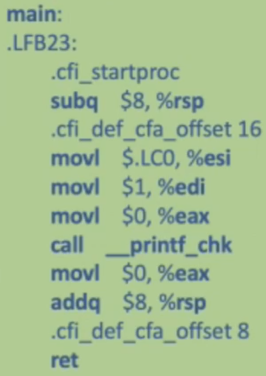 main:
.LFB23:
.cfi_startproc
subq $8, %rsp
.cfi_def_cfa_offset 16
movl $.LC0, %esi
movl $1, %edi
movl $0, %eax
call __printf_chk
movl $0, %eax
addq $8, %rsp
.cfi_def_cfa_offset 8
ret